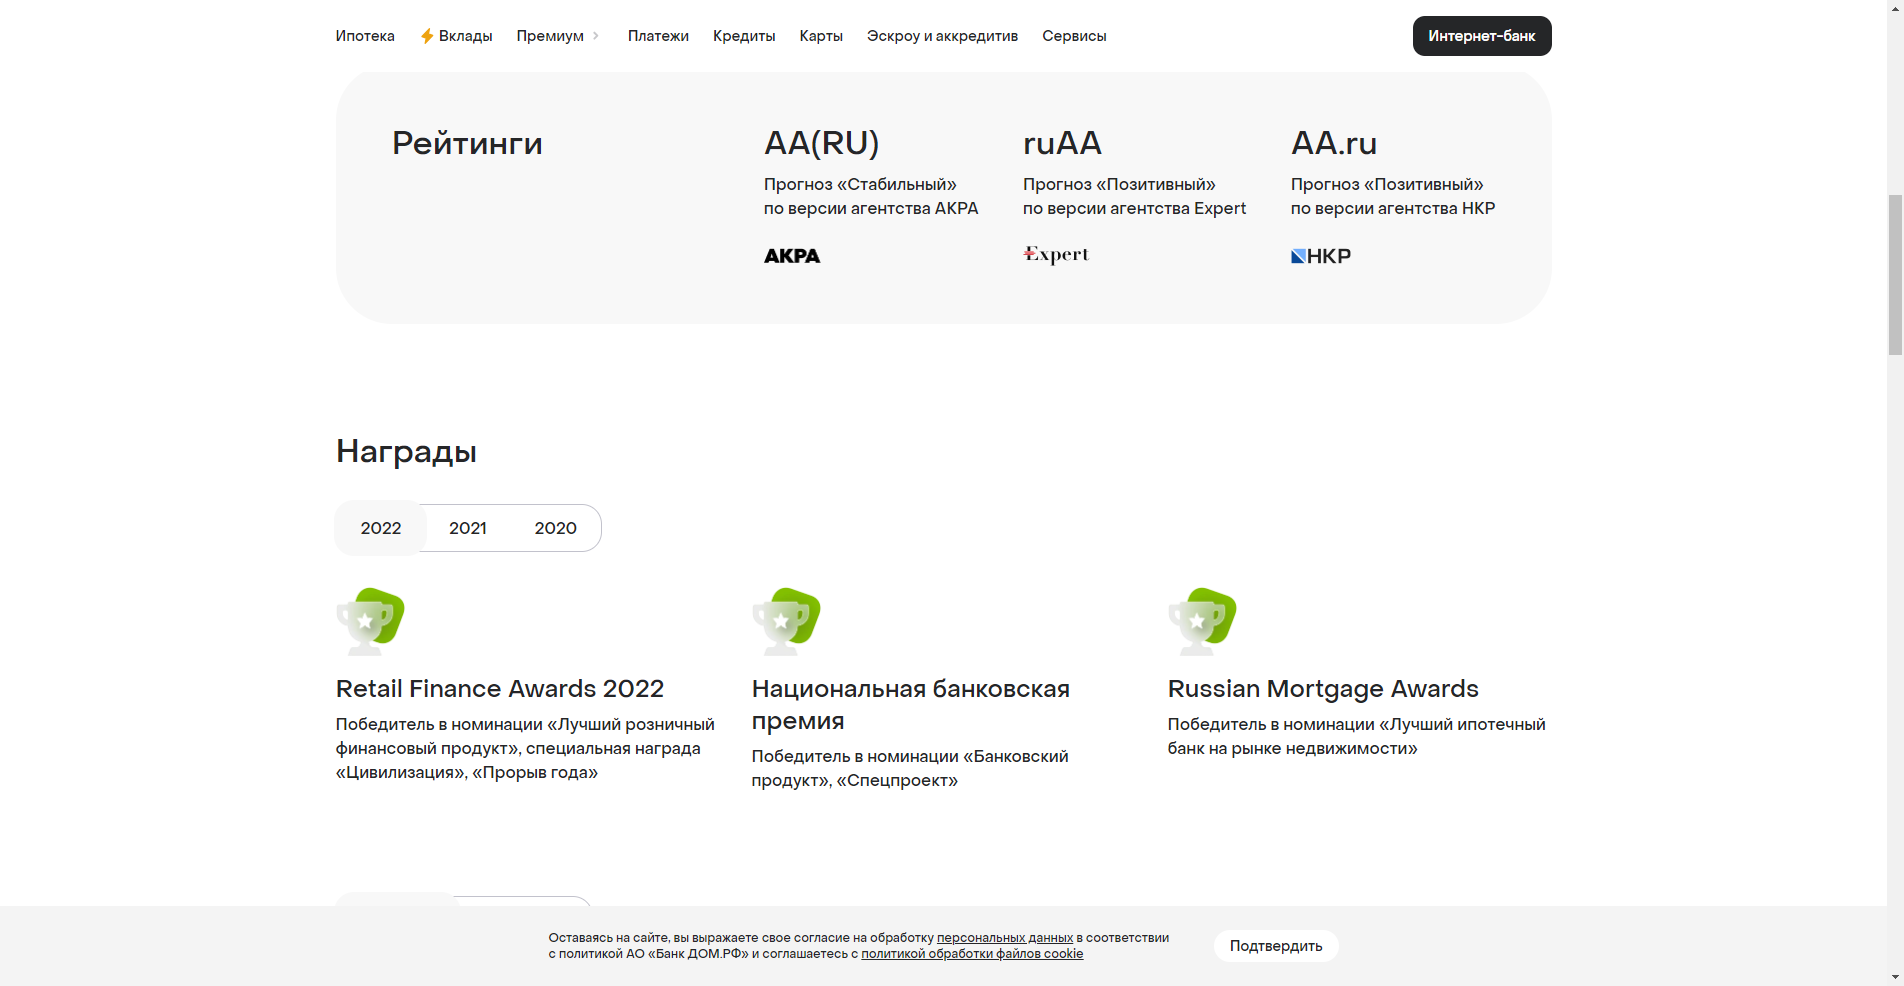 Ипотека
Вклады
Премиум
Платежи
Кредиты
Карты
Эскроу и аккредитив
Сервисы
Интернет-банк
Рейтинги
AA(RU)
Прогноз «Стабильный»
по версии агентства АКРА
АКРА
ruAA
Прогноз «Позитивный»
по версии агентства Expert
Expert
AA.ru
Прогноз «Позитивный»
по версии агентства НКР
НКР
Награды
2022
2021
2020
Retail Finance Awards 2022
Победитель в номинации «Лучший розничный
финансовый продукт», специальная награда
«Цивилизация», «Прорыв года»
Национальная банковская
премия
Победитель в номинации «Банковский
продукт», «Спецпроект»
Russian Mortgage Awards
Победитель в номинации «Лучший ипотечный
банк на рынке недвижимости»
Оставаясь на сайте, вы выражаете свое согласие на обработку персональных данных в соответствии
с политикой АО «Банк ДОМ.РФ» и соглашаетесь с политикой обработки файлов cookie
Подтвердить